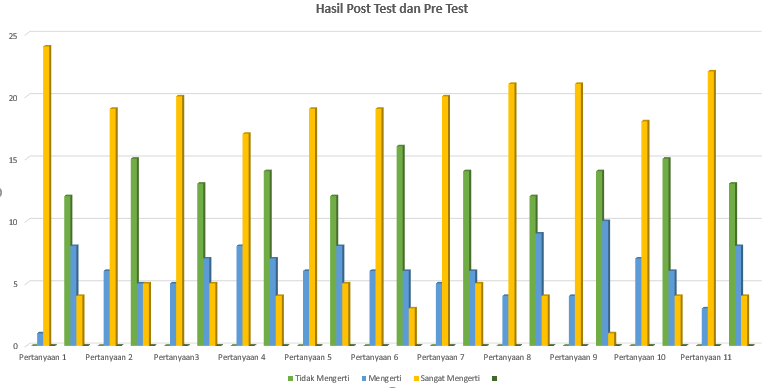 Hasil Post Test dan Pre Test
25
20
15
10
5
0
Pertanyaan 1 Pertanyaan 2 Pertanyaan3 Pertanyaan 4 Pertanyaan 5 Pertanyaan 6 Pertanyaan 7 Pertanyaan 8 Pertanyaan 9 Pertanyaan 10 Pertanyaan 11
Tidak Mengerti Mengerti Sangat Mengerti